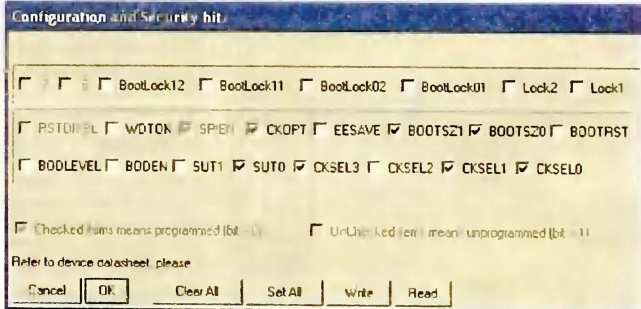 Configuration and Security bits
7 6 BootLock12 BootLock11 BootLock02 BootLock01 Lock2 Lock1
RSTDISBL WDTON SPIEN CKOPT EESAVE BOOTSZ1 BOOTSZ0 BOOTRST
BODLEVEL BODEN SUT1 SUT0 CKSEL3 CKSEL2 CKSEL1 CKSEL0
Checked items means programmed (bit
UnChecked items means unprogrammed (bit
Refer to device datasheet, please
Cancel OK Clear All Set All Write Read